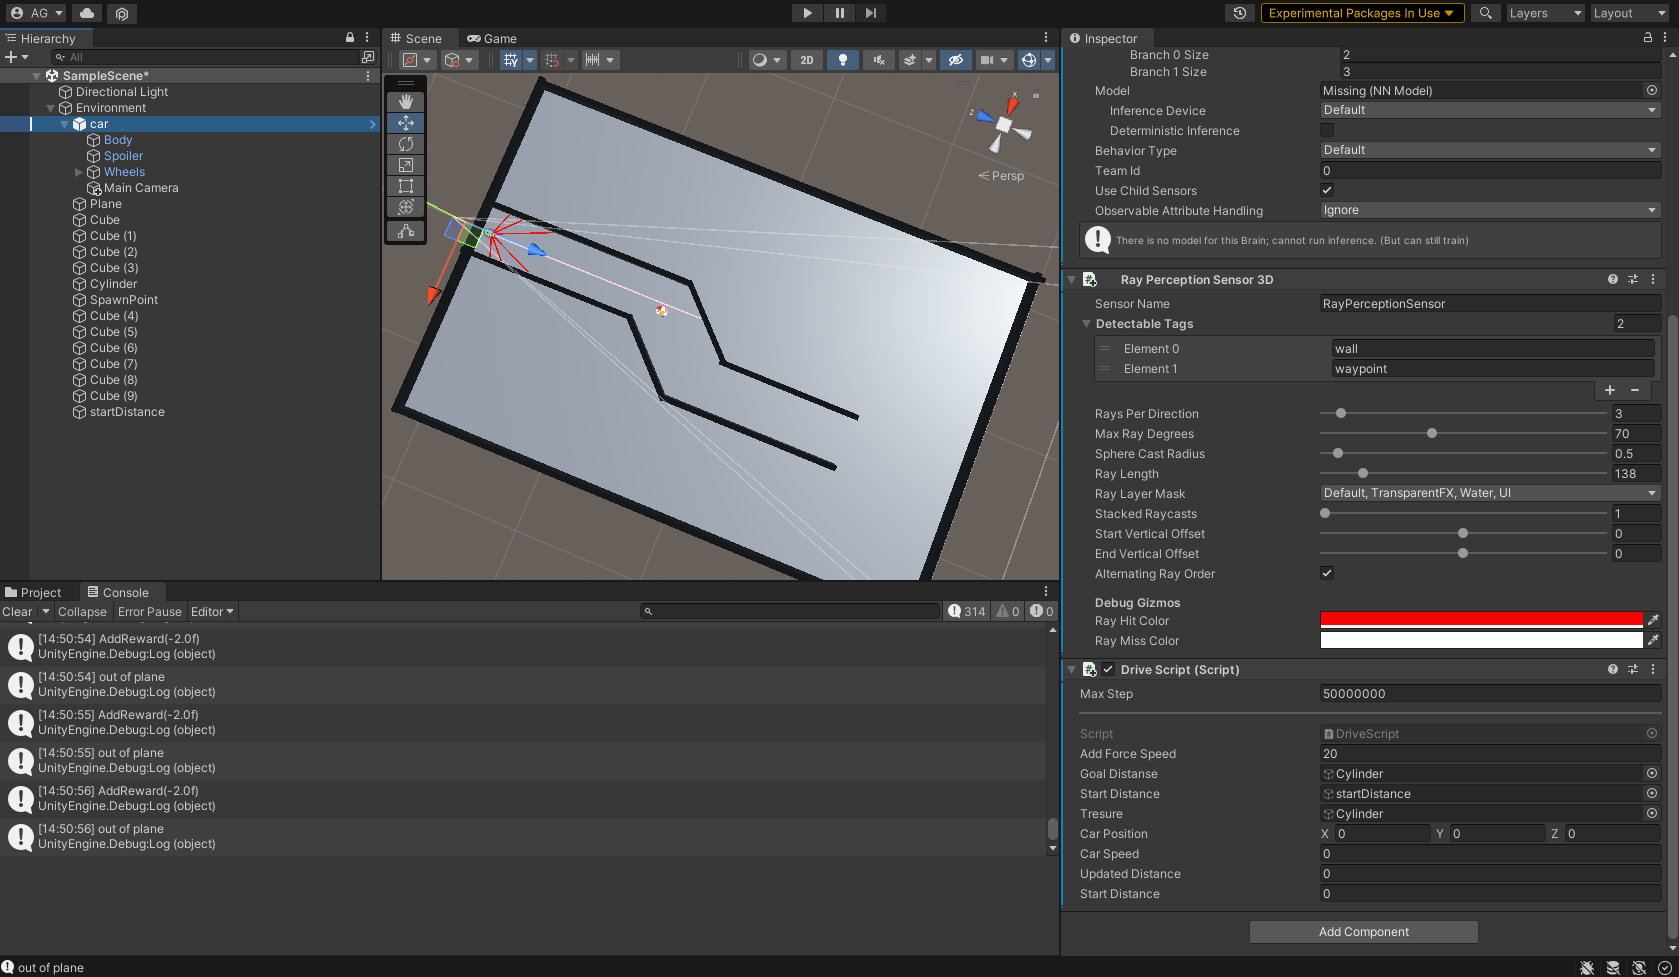 AG
Experimental Packages In Use
Layers
Layout
Hierarchy
All
SampleScene*
Directional Light
Environment
car
Body
Spoiler
Wheels
Main Camera
Plane
Cube
Cube (1)
Cube (2)
Cube (3)
Cylinder
SpawnPoint
Cube (4)
Cube (5)
Cube (6)
Cube (7)
Cube (8)
Cube (9)
startDistance
Scene
Game
2D
x
z
Persp
Inspector
Branch 0 Size 2
Branch 1 Size 3
Model Missing (NN Model)
Inference Device Default
Deterministic Inference
Behavior Type Default
Team Id 0
Use Child Sensors
Observable Attribute Handling Ignore
There is no model for this Brain; cannot run inference. (But can still train)
Ray Perception Sensor 3D
Sensor Name RayPerceptionSensor
Detectable Tags 2
Element 0 wall
Element 1 waypoint
Rays Per Direction 3
Max Ray Degrees 70
Sphere Cast Radius 0.5
Ray Length 138
Ray Layer Mask Default, TransparentFX, Water, UI
Stacked Raycasts 1
Start Vertical Offset 0
End Vertical Offset 0
Alternating Ray Order
Debug Gizmos
Ray Hit Color
Ray Miss Color
Drive Script (Script)
Max Step 50000000
Script DriveScript
Add Force Speed 20
Goal Distanse Cylinder
Start Distance startDistance
Tresure Cylinder
Car Position X 0 Y 0 Z 0
Car Speed 0
Updated Distance 0
Start Distance 0
Add Component
Project
Console
Clear Collapse Error Pause Editor
314 0 0
[14:50:54] AddReward(-2.0f)
UnityEngine.Debug:Log (object)
[14:50:54] out of plane
UnityEngine.Debug:Log (object)
[14:50:55] AddReward(-2.0f)
UnityEngine.Debug:Log (object)
[14:50:55] out of plane
UnityEngine.Debug:Log (object)
[14:50:56] AddReward(-2.0f)
UnityEngine.Debug:Log (object)
[14:50:56] out of plane
UnityEngine.Debug:Log (object)
out of plane